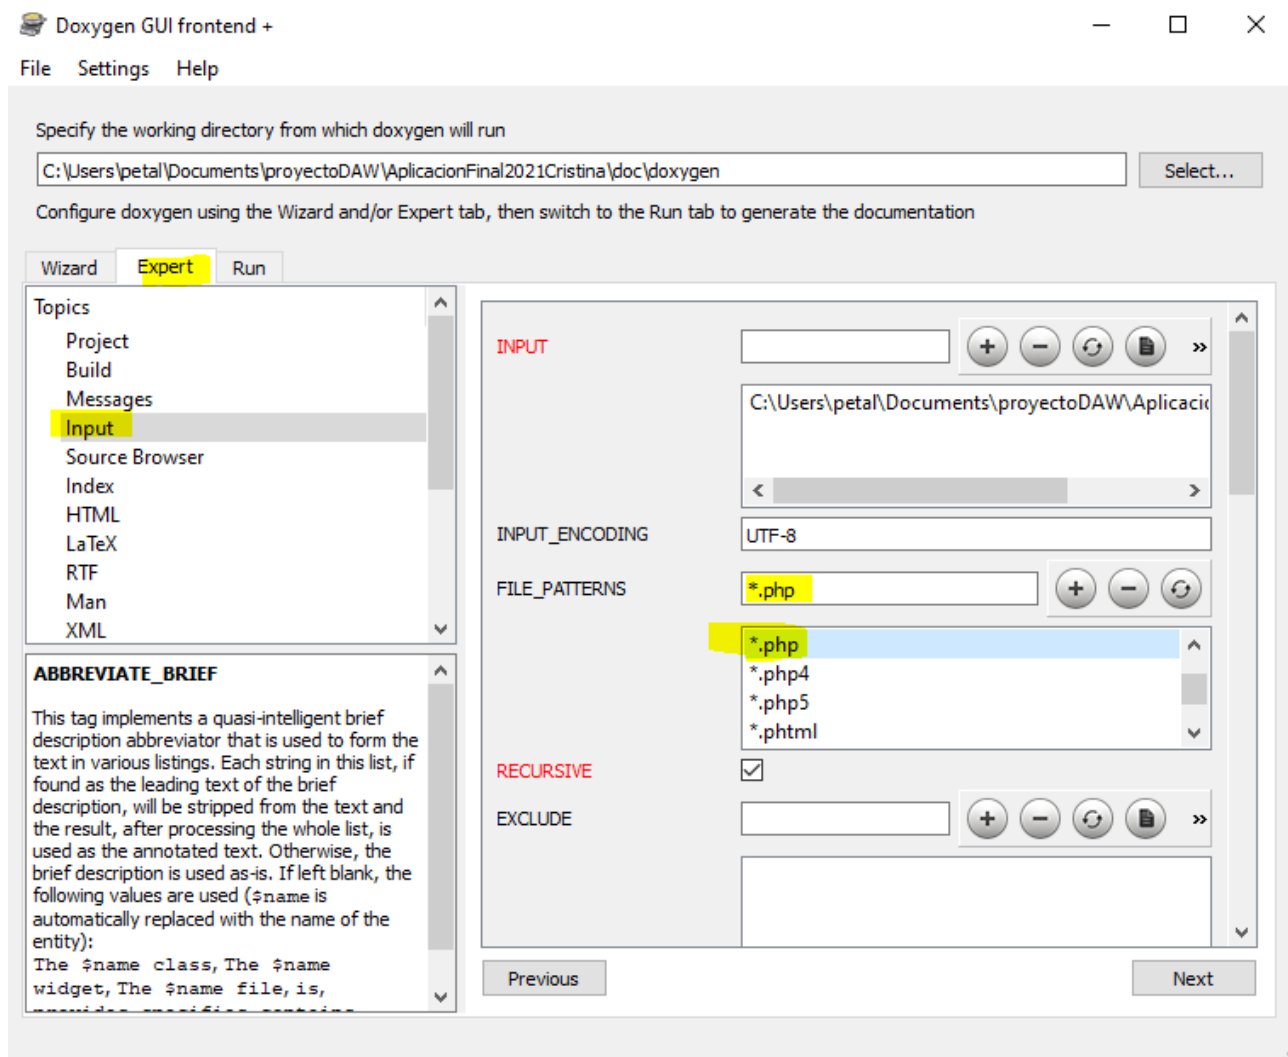 Doxygen GUI frontend +
File Settings Help
Specify the working directory from which doxygen will run
C:\Users\petal\Documents\proyectoDAW\AplicacionFinal2021Cristina\doc\doxygen
Select...
Configure doxygen using the Wizard and/or Expert tab, then switch to the Run tab to generate the documentation
Wizard Expert Run
Topics
Project
Build
Messages
Input
Source Browser
Index
HTML
LaTeX
RTF
Man
XML
ABBREVIATE_BRIEF
This tag implements a quasi-intelligent brief
description abbreviator that is used to form the
text in various listings. Each string in this list, if
found as the leading text of the brief
description, will be stripped from the text and
the result, after processing the whole list, is
used as the annotated text. Otherwise, the
brief description is used as-is. If left blank, the
following values are used ($name is
automatically replaced with the name of the
entity):
The $name class, The $name
widget, The $name file, is,
INPUT
C:\Users\petal\Documents\proyectoDAW\Aplicaci
INPUT_ENCODING
UTF-8
FILE_PATTERNS
*.php
*.php
*.php4
*.php5
*.phtml
RECURSIVE
EXCLUDE
Previous
Next